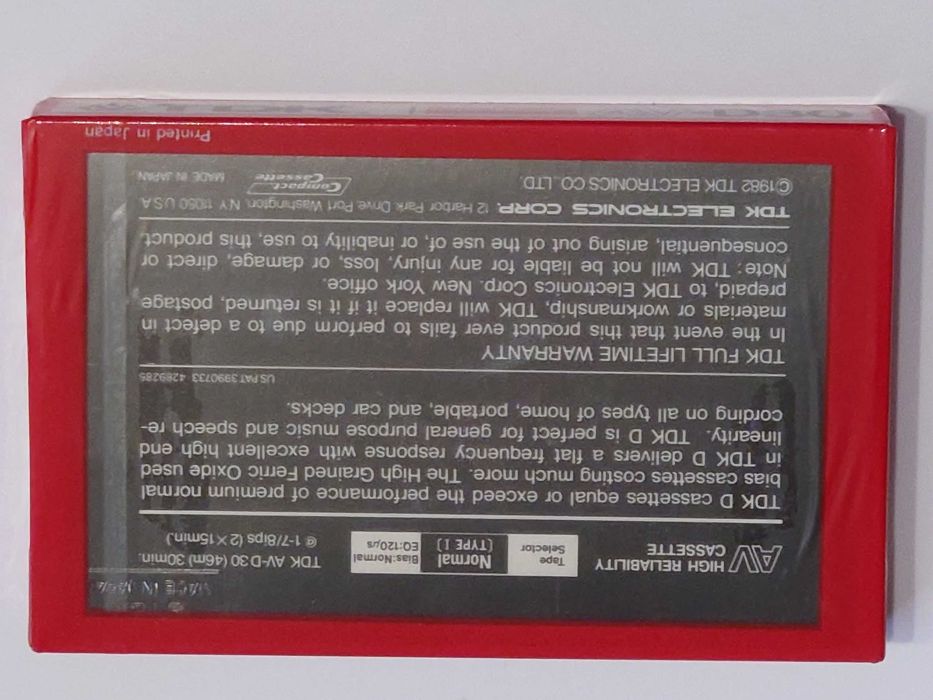 AV HIGH RELIABILITY CASSETTE
Tape Selector Normal [TYPE I] Bias:Normal EQ:120μs
TDK AV-D30 (46m) 30min.
@ 1-7/8ips (2×15min.)
TDK D cassettes equal or exceed the performance of premium normal
bias cassettes costing much more. The High Grained Ferric Oxide used
in TDK D delivers a flat frequency response with excellent high end
linearity. TDK D is perfect for general purpose music and speech re-
cording on all types of home, portable, and car decks.
US PAT. 3990733 4289285
TDK FULL LIFETIME WARRANTY
In the event that this product ever fails to perform due to a defect in
materials or workmanship, TDK will replace it if it is returned, postage
prepaid, to TDK Electronics Corp. New York office.
Note: TDK will not be liable for any injury, loss, or damage, direct or
consequential, arising out of the use of, or inability to use, this product.
TDK ELECTRONICS CORP. 12 Harbor Park Drive, Port Washington, N.Y. 11050 U.S.A.
©1982 TDK ELECTRONICS CO., LTD. Compact Cassette MADE IN JAPAN
Printed in Japan